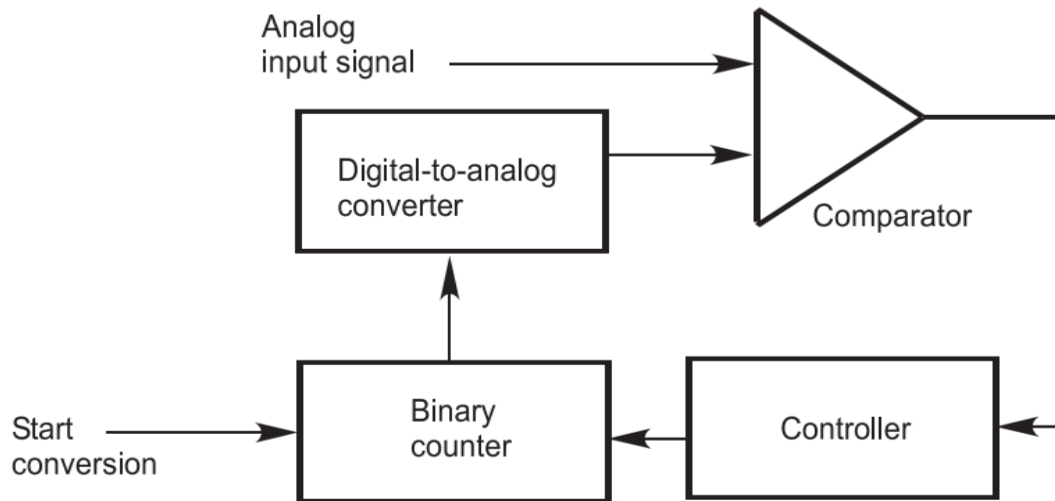 Analog
input signal
Digital-to-analog
converter
Comparator
Start
conversion
Binary
counter
Controller